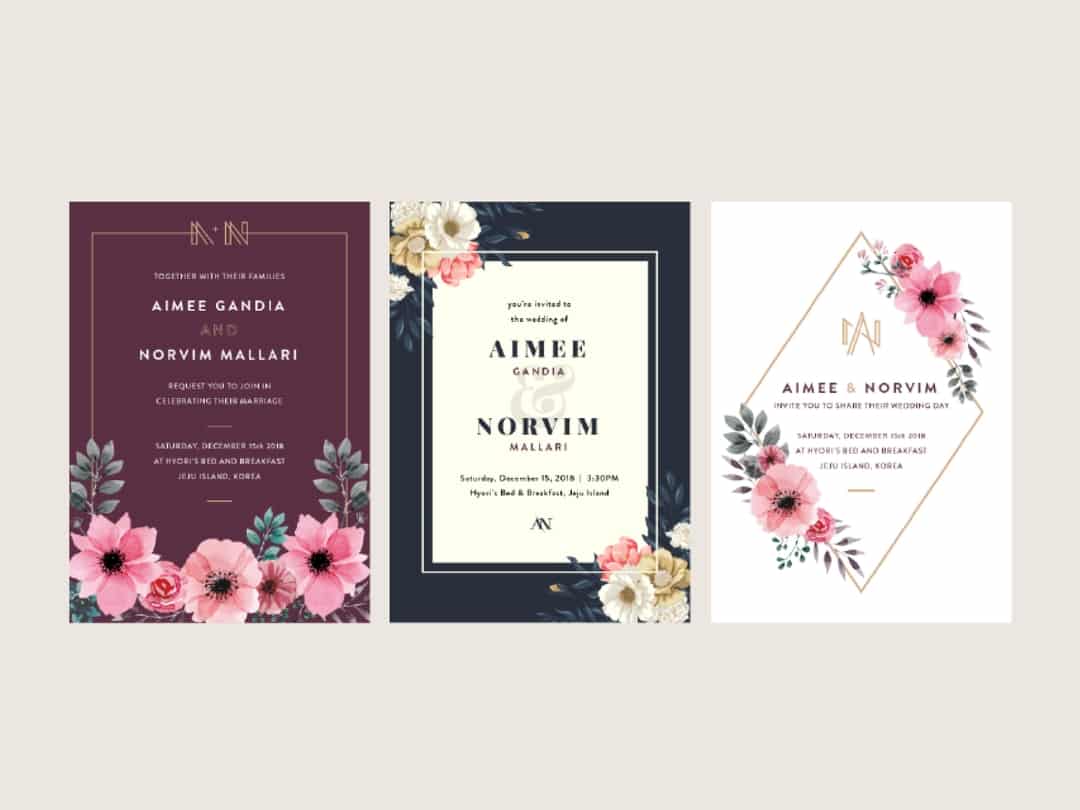 A+N
TOGETHER WITH THEIR FAMILIES
AIMEE GANDIA
AND
NORVIM MALLARI
REQUEST YOU TO JOIN IN
CELEBRATING THEIR MARRIAGE
SATURDAY, DECEMBER 15th 2018
AT HYORI'S BED AND BREAKFAST
JEJU ISLAND, KOREA
you're invited to
the wedding of
AIMEE
GANDIA
&
NORVIM
MALLARI
Saturday, December 15, 2018 | 3:30PM
Hyori's Bed & Breakfast, Jeju Island
AN
AN
AIMEE & NORVIM
INVITE YOU TO SHARE THEIR WEDDING DAY
SATURDAY, DECEMBER 15th 2018
AT HYORI'S BED AND BREAKFAST
JEJU ISLAND, KOREA